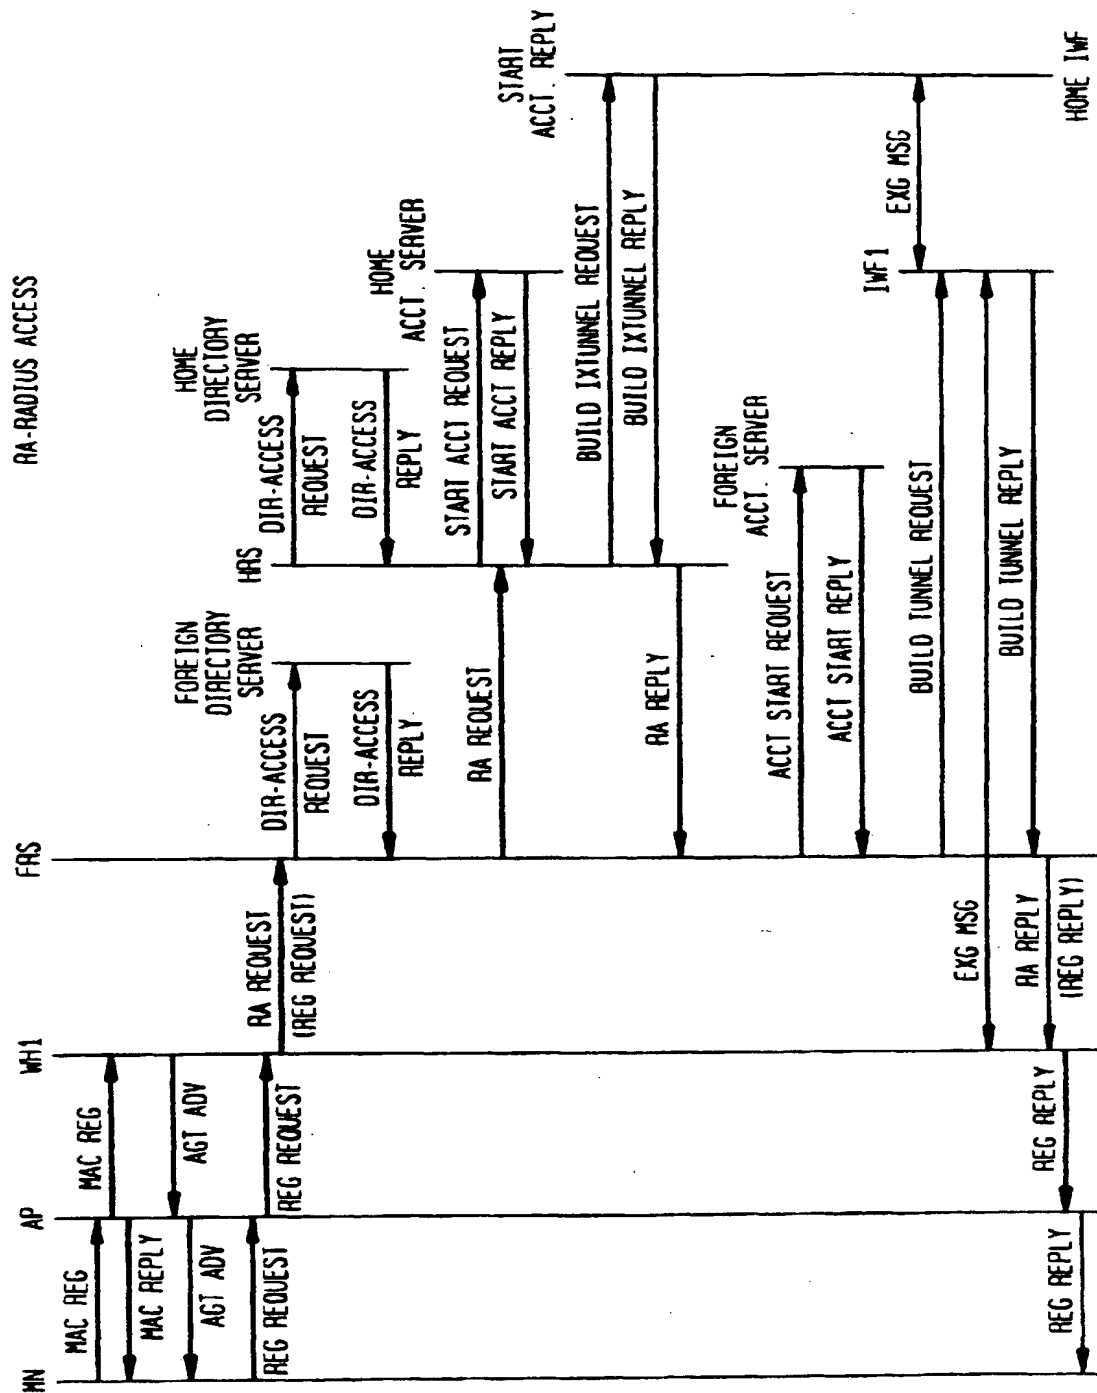 RA-RADIUS ACCESS
MN
AP
WH1
FRS
FOREIGN
DIRECTORY
SERVER
HRS
HOME
DIRECTORY
SERVER
HOME
ACCT. SERVER
START
ACCT. REPLY
MAC REG
MAC REG
MAC REPLY
AGT ADV
AGT ADV
REG REQUEST
REG REQUEST
RA REQUEST
(REG REQUEST)
DIR-ACCESS
REQUEST
DIR-ACCESS
REPLY
DIR-ACCESS
REQUEST
DIR-ACCESS
REPLY
RA REQUEST
START ACCT REQUEST
START ACCT REPLY
BUILD IXTUNNEL REQUEST
BUILD IXTUNNEL REPLY
RA REPLY
FOREIGN
ACCT. SERVER
ACCT START REQUEST
ACCT START REPLY
IWF1
BUILD TUNNEL REQUEST
EXG MSG
EXG MSG
BUILD TUNNEL REPLY
RA REPLY
(REG REPLY)
REG REPLY
REG REPLY
HOME IWF